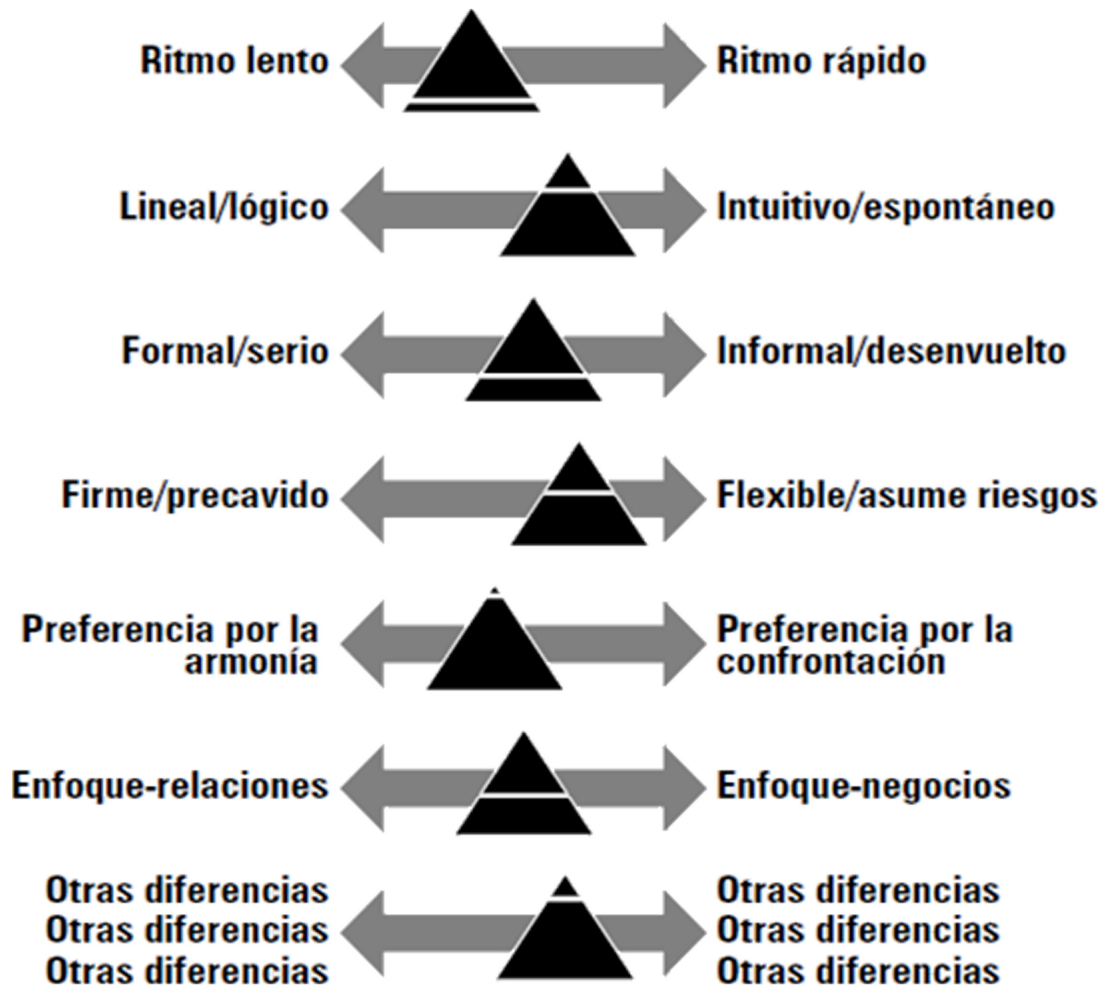 Ritmo lento Ritmo rápido
Lineal/lógico Intuitivo/espontáneo
Formal/serio Informal/desenvuelto
Firme/precavido Flexible/asume riesgos
Preferencia por la
armonía
Preferencia por la
confrontación
Enfoque-relaciones Enfoque-negocios
Otras diferencias
Otras diferencias
Otras diferencias
Otras diferencias
Otras diferencias
Otras diferencias